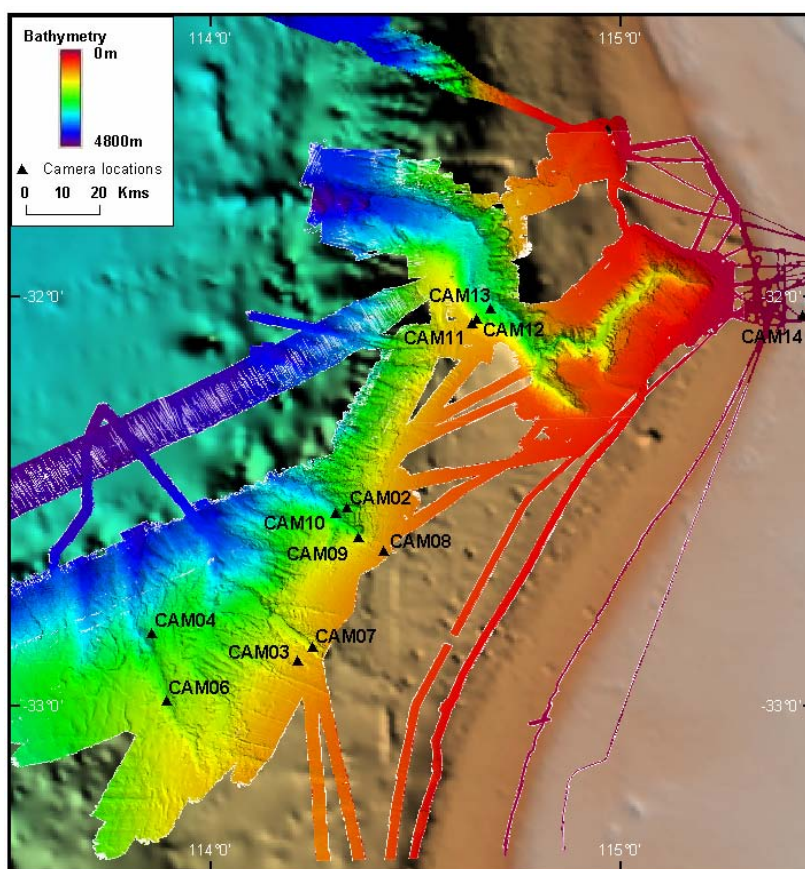 Bathymetry
0m
4800m
Camera locations
0 10 20 Kms
114°0'
115°0'
-32°0'
-32°0'
CAM13
CAM12
CAM11
CAM14
CAM02
CAM10
CAM09
CAM08
CAM04
CAM07
CAM03
CAM06
-33°0'
-33°0'
114°0'
115°0'